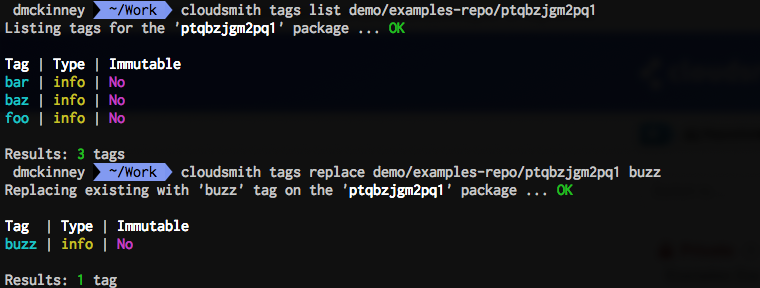 dmckinney ~/Work cloudsmith tags list demo/examples-repo/ptqbzjgm2pq1
Listing tags for the 'ptqbzjgm2pq1' package ... OK
Tag | Type | Immutable
bar | info | No
baz | info | No
foo | info | No
Results: 3 tags
dmckinney ~/Work cloudsmith tags replace demo/examples-repo/ptqbzjgm2pq1 buzz
Replacing existing with 'buzz' tag on the 'ptqbzjgm2pq1' package ... OK
Tag | Type | Immutable
buzz | info | No
Results: 1 tag